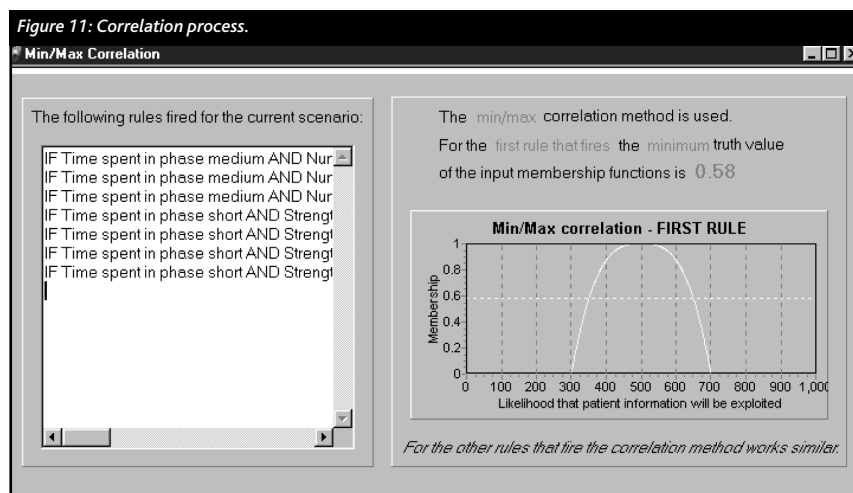 Figure 11: Correlation process.
Min/Max Correlation
The following rules fired for the current scenario:
IF Time spent in phase medium AND Nur
IF Time spent in phase medium AND Nur
IF Time spent in phase medium AND Nur
IF Time spent in phase short AND Strengt
IF Time spent in phase short AND Strengt
IF Time spent in phase short AND Strengt
IF Time spent in phase short AND Strengt
The min/max correlation method is used.
For the first rule that fires the minimum truth value
of the input membership functions is 0.58
Min/Max correlation - FIRST RULE
Membership
1
0.8
0.6
0.4
0.2
0
0 100 200 300 400 500 600 700 800 900 1,000
Likelihood that patient information will be exploited
For the other rules that fire the correlation method works similar.